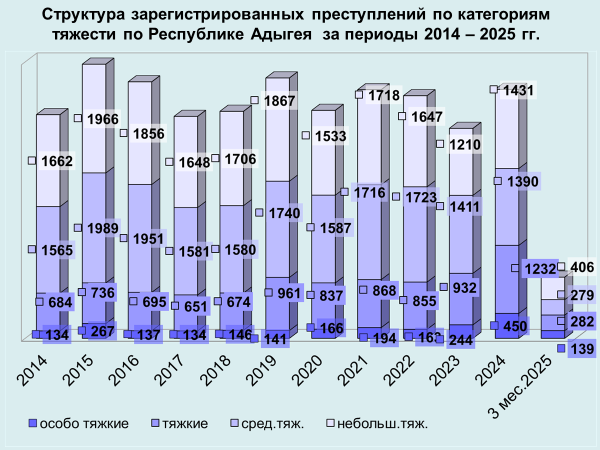 Структура зарегистрированных преступлений по категориям
тяжести по Республике Адыгея за периоды 2014 – 2025 гг.
1662 1966 1856 1648 1706 1867 1533 1718 1647 1210 1431 406
1565 1989 1951 1581 1580 1740 1587 1716 1723 1411 1390 279
684 736 695 651 674 961 837 868 855 932 1232 282
134 267 137 134 146 141 166 194 163 244 450 139
2014 2015 2016 2017 2018 2019 2020 2021 2022 2023 2024 3 мес.2025
особо тяжкие тяжкие сред.тяж. небольш.тяж.